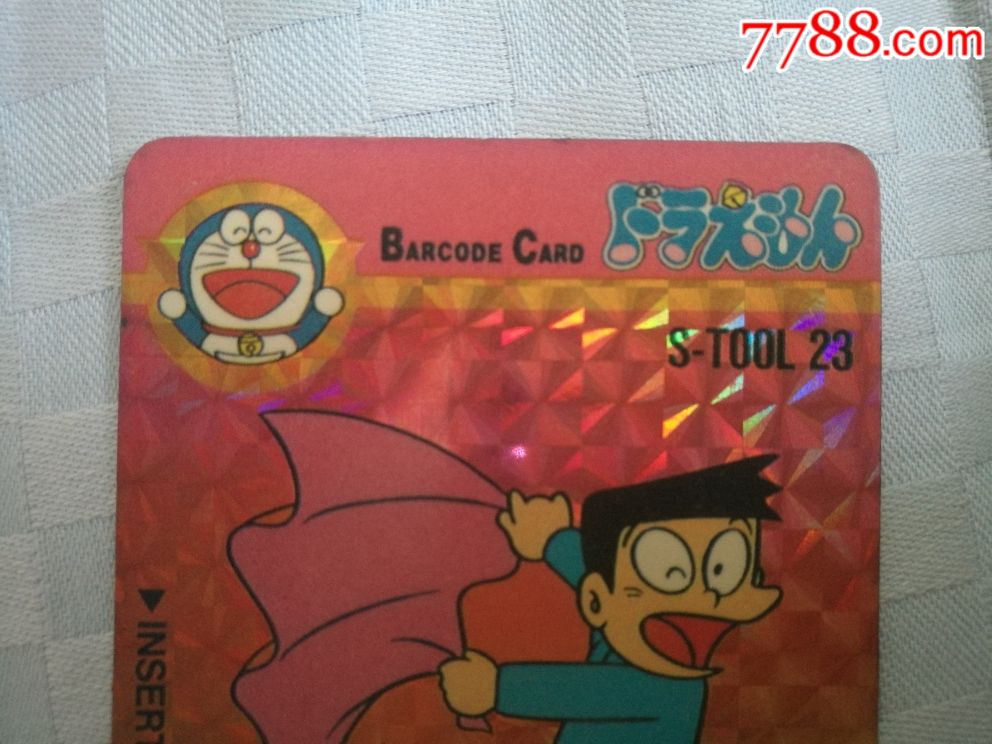 7788.com
BARCODE CARD ドラえもん
S-TOOL 23
▶INSERT